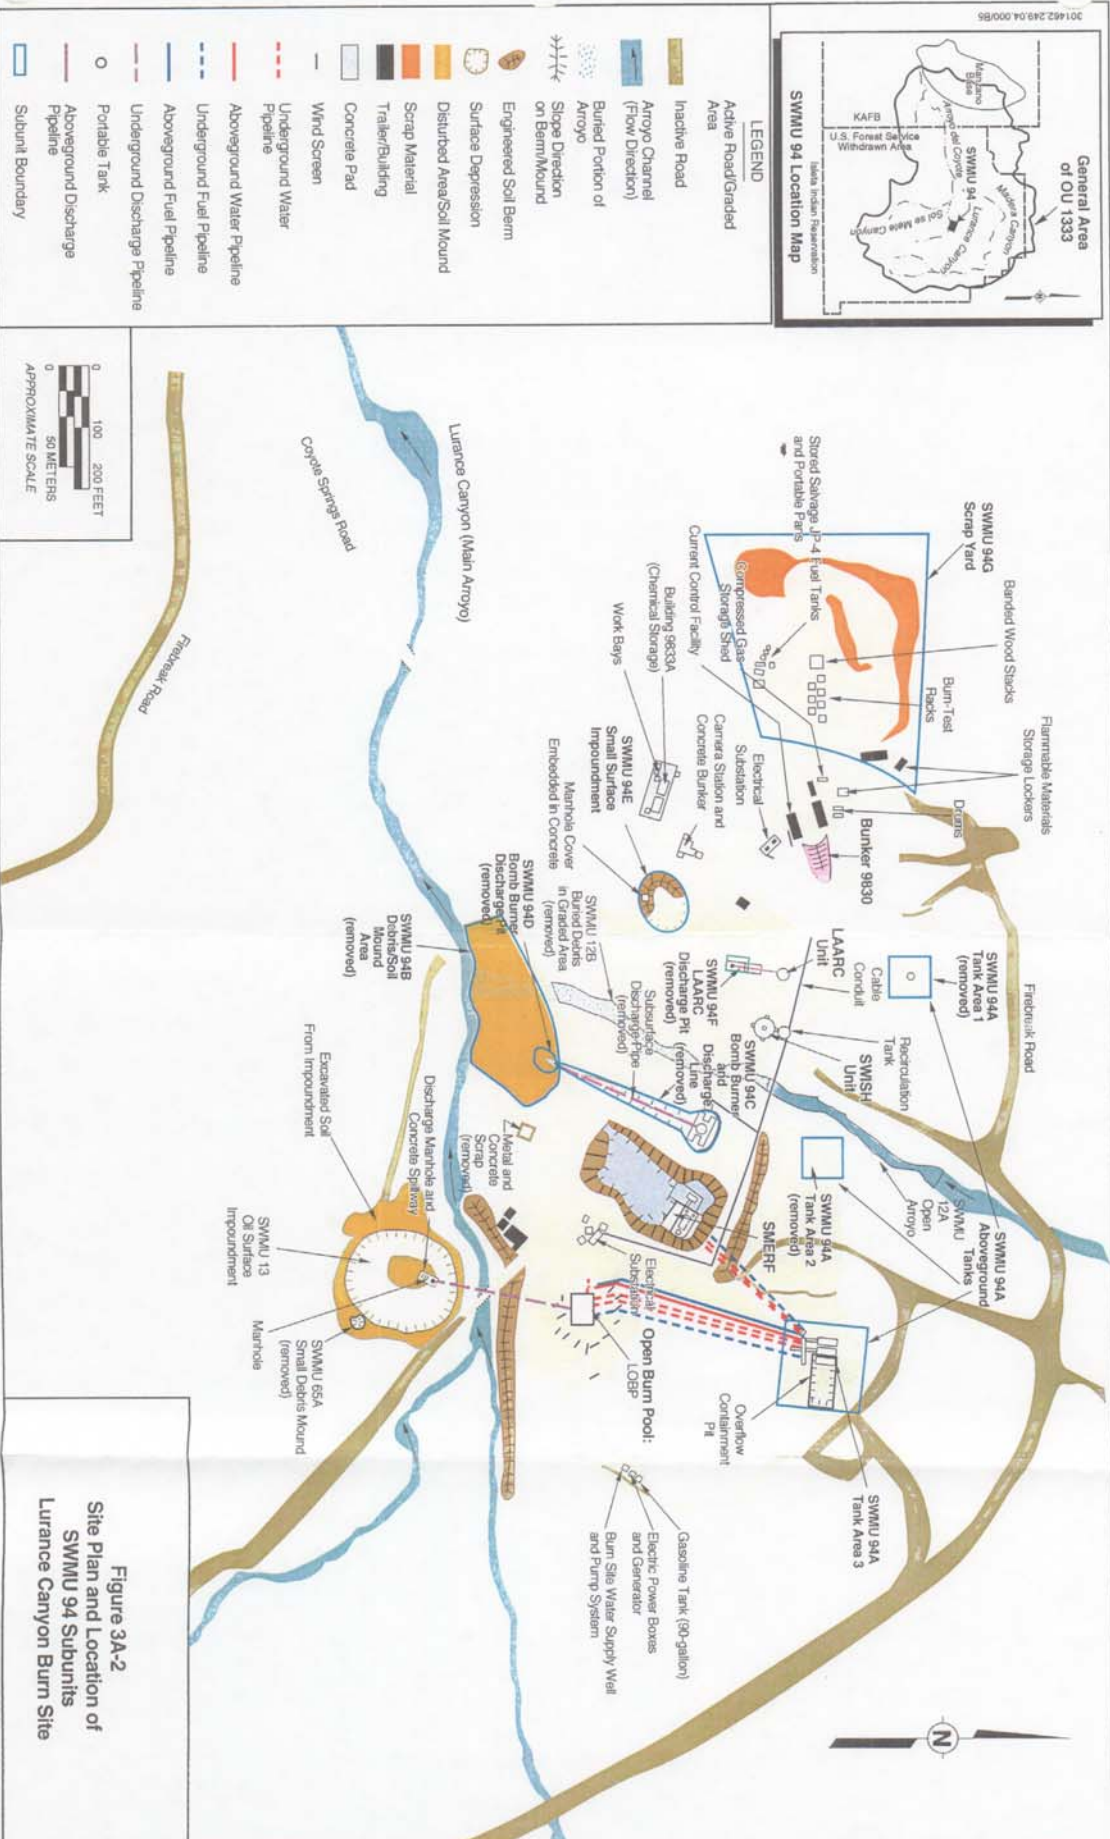 301462.249.04.000/B5
General Area
of OU 1333
Manzano
Base
KAFB
U.S. Forest Service
Withdrawn Area
Arroyo del Coyote
SWMU 94
Madera Canyon
Lurance Canyon
Sol se Mete Canyon
Isleta Indian Reservation
SWMU 94 Location Map
LEGEND
Active Road/Graded
Area
Inactive Road
Arroyo Channel
(Flow Direction)
Buried Portion of
Arroyo
Slope Direction
on Berm/Mound
Engineered Soil Berm
Surface Depression
Disturbed Area/Soil Mound
Scrap Material
Trailer/Building
Concrete Pad
Wind Screen
Underground Water
Pipeline
Aboveground Water Pipeline
Underground Fuel Pipeline
Aboveground Fuel Pipeline
Underground Discharge Pipeline
Portable Tank
Aboveground Discharge
Pipeline
Subunit Boundary
0 100 200 FEET
0 50 METERS
APPROXIMATE SCALE
SWMU 94G
Scrap Yard
Banded Wood Stacks
Burn-Test
Racks
Flammable Materials
Storage Lockers
Drums
Bunker 9830
Stored Salvage JP-4 Fuel Tanks
and Portable Pans
Compressed Gas
Storage Shed
Current Control Facility
Building 9833A
(Chemical Storage)
Work Bays
Electrical
Substation
Camera Station and
Concrete Bunker
SWMU 94E
Small Surface
Impoundment
Manhole Cover
Embedded in Concrete
Lurance Canyon (Main Arroyo)
Coyote Springs Road
Firebreak Road
Firebreak Road
SWMU 94A
Tank Area 1
(removed)
LAARC
Unit
Cable
Conduit
Recirculation
Tank
SWISH
Unit
SWMU 94F
LAARC
Discharge Pit
(removed)
SWMU 94C
Bomb Burner
and
Discharge
Line
(removed)
Subsurface
Discharge Pipe
(removed)
SWMU 12B
Buried Debris
in Graded Area
(removed)
SWMU 94D
Bomb Burner
Discharge Pit
(removed)
SWMU 94B
Debris/Soil
Mound
Area
(removed)
SWMU
12A
Open
Arroyo
SWMU 94A
Aboveground
Tanks
SWMU 94A
Tank Area 2
(removed)
SMERF
Electrical
Substation
Open Burn Pool:
LOBP
Overflow
Containment
Pit
SWMU 94A
Tank Area 3
Metal and
Concrete
Scrap
(removed)
Discharge Manhole and
Concrete Spillway
Excavated Soil
From Impoundment
SWMU 13
Oil Surface
Impoundment
Manhole
SWMU 65A
Small Debris Mound
(removed)
Gasoline Tank (90-gallon)
Electric Power Boxes
and Generator
Burn Site Water Supply Well
and Pump System
N
Figure 3A-2
Site Plan and Location of
SWMU 94 Subunits
Lurance Canyon Burn Site